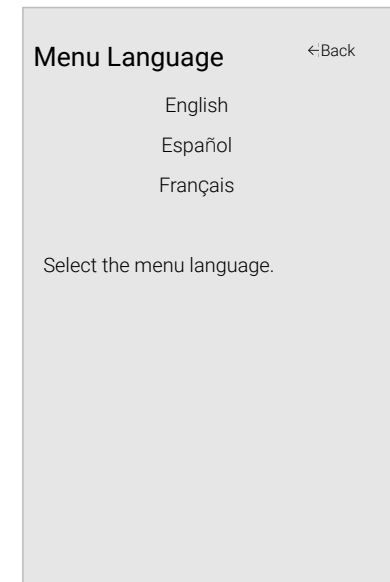 Menu Language
←Back
English
Español
Français
Select the menu language.